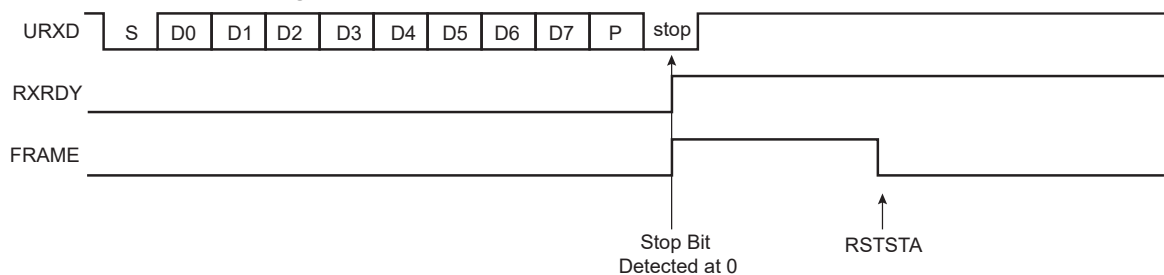 URXD S D0 D1 D2 D3 D4 D5 D6 D7 P stop
RXRDY
FRAME
Stop Bit RSTSTA
Detected at 0